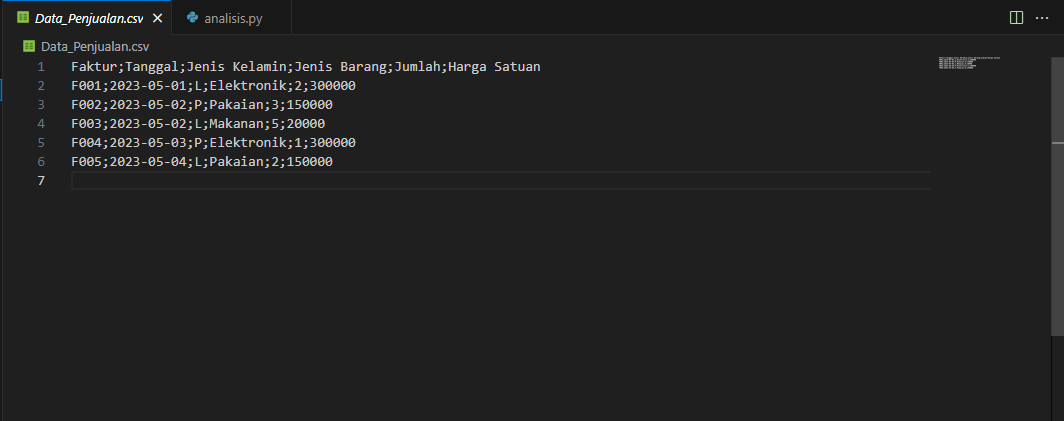 Data_Penjualan.csv
analisis.py
Data_Penjualan.csv
1 Faktur;Tanggal;Jenis Kelamin;Jenis Barang;Jumlah;Harga Satuan
2 F001;2023-05-01;L;Elektronik;2;300000
3 F002;2023-05-02;P;Pakaian;3;150000
4 F003;2023-05-02;L;Makanan;5;20000
5 F004;2023-05-03;P;Elektronik;1;300000
6 F005;2023-05-04;L;Pakaian;2;150000
7